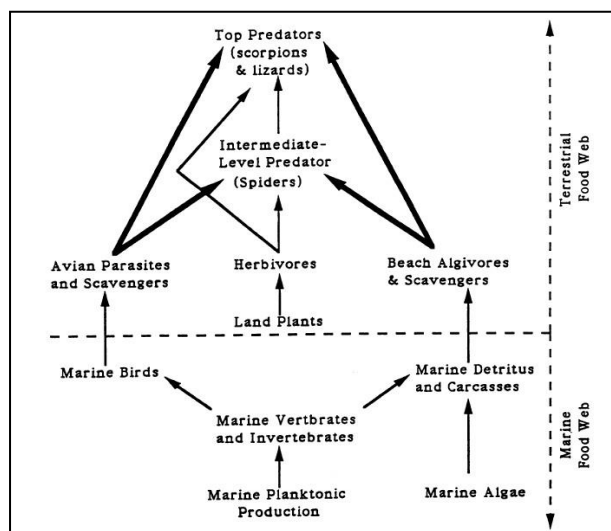 Top Predators
(scorpions
& lizards)
Intermediate-
Level Predator
(Spiders)
Avian Parasites
and Scavengers
Herbivores
Beach Algivores
& Scavengers
Land Plants
Marine Birds
Marine Detritus
and Carcasses
Marine Vertbrates
and Invertebrates
Marine Planktonic
Production
Marine Algae
Terrestrial
Food Web
Marine
Food Web